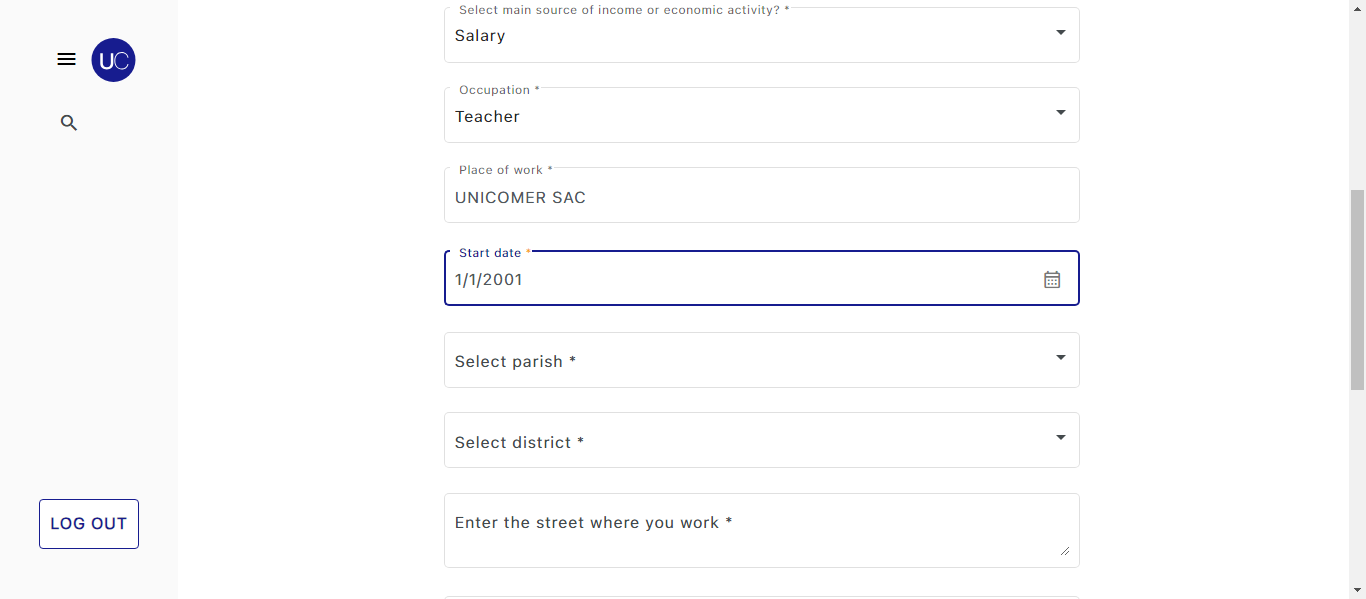 UC
LOG OUT
Select main source of income or economic activity? *
Salary
Occupation *
Teacher
Place of work *
UNICOMER SAC
Start date *
1/1/2001
Select parish *
Select district *
Enter the street where you work *